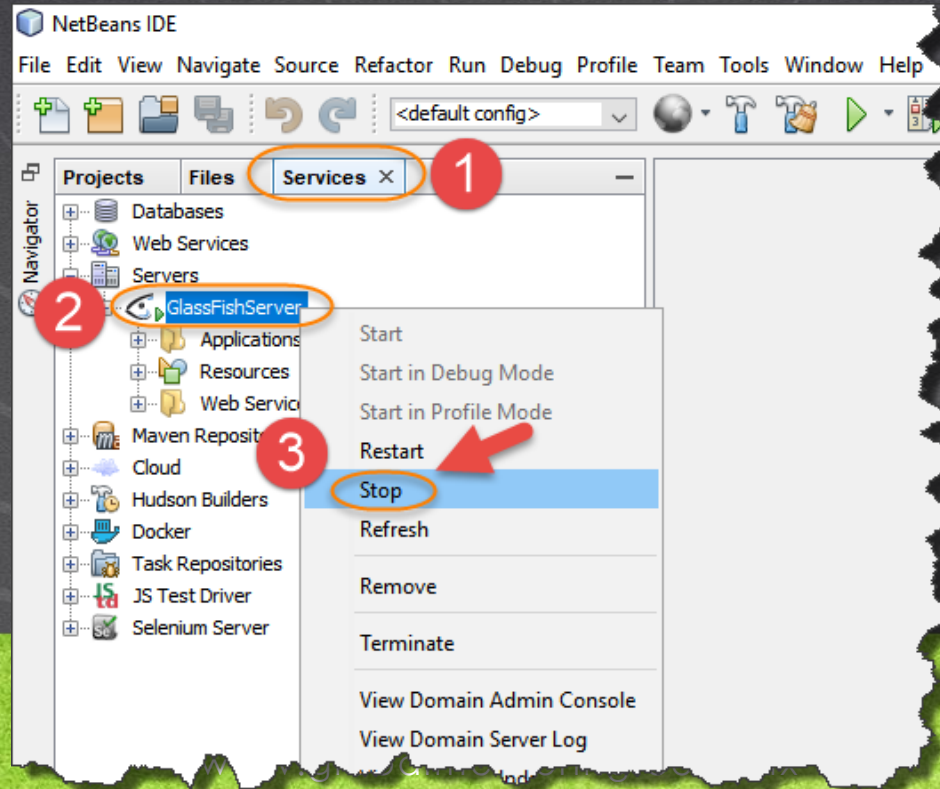 NetBeans IDE
File Edit View Navigate Source Refactor Run Debug Profile Team Tools Window Help
<default config>
Projects Files Services × 1
Navigator
Databases
Web Services
Servers
2 GlassFishServer
Applications
Resources
Web Servic
Maven Reposit
Cloud
Hudson Builders
Docker
Task Repositories
JS Test Driver
Selenium Server
Start
Start in Debug Mode
Start in Profile Mode
Restart
3
Stop
Refresh
Remove
Terminate
View Domain Admin Console
View Domain Server Log